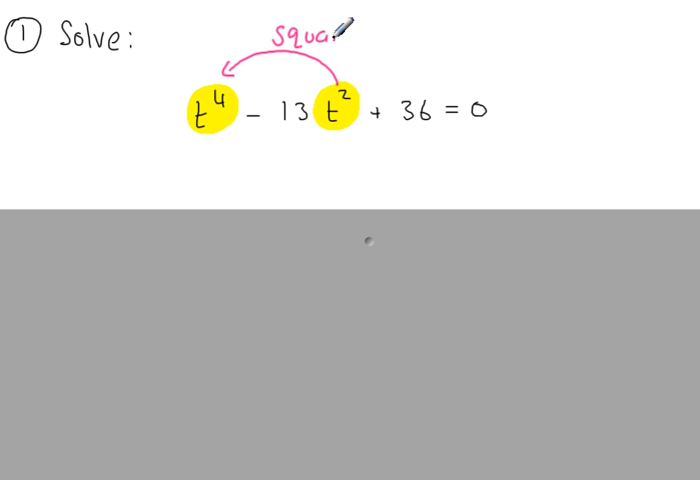 ① Solve:
squa
t⁴ - 13t² + 36 = 0